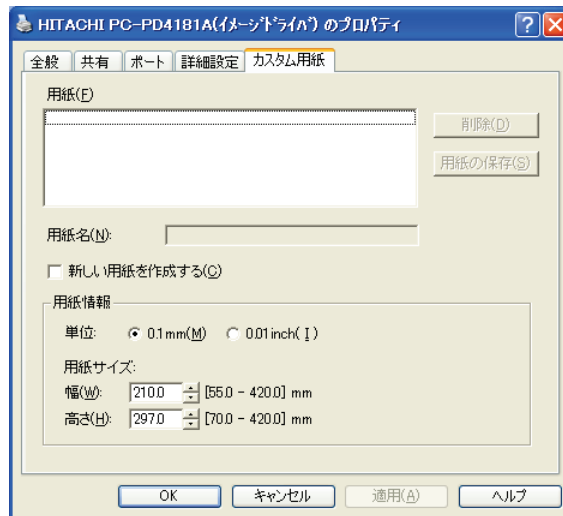 HITACHI PC-PD4181A(ｲﾒｰｼﾞﾄﾞﾗｲﾊﾞ) のプロパティ
全般 共有 ポート 詳細設定 カスタム用紙
用紙(F)
削除(D)
用紙の保存(S)
用紙名(N):
新しい用紙を作成する(C)
用紙情報
単位: 0.1mm(M) 0.01inch( I )
用紙サイズ:
幅(W): 210.0 [55.0 - 420.0] mm
高さ(H): 297.0 [70.0 - 420.0] mm
OK キャンセル 適用(A) ヘルプ